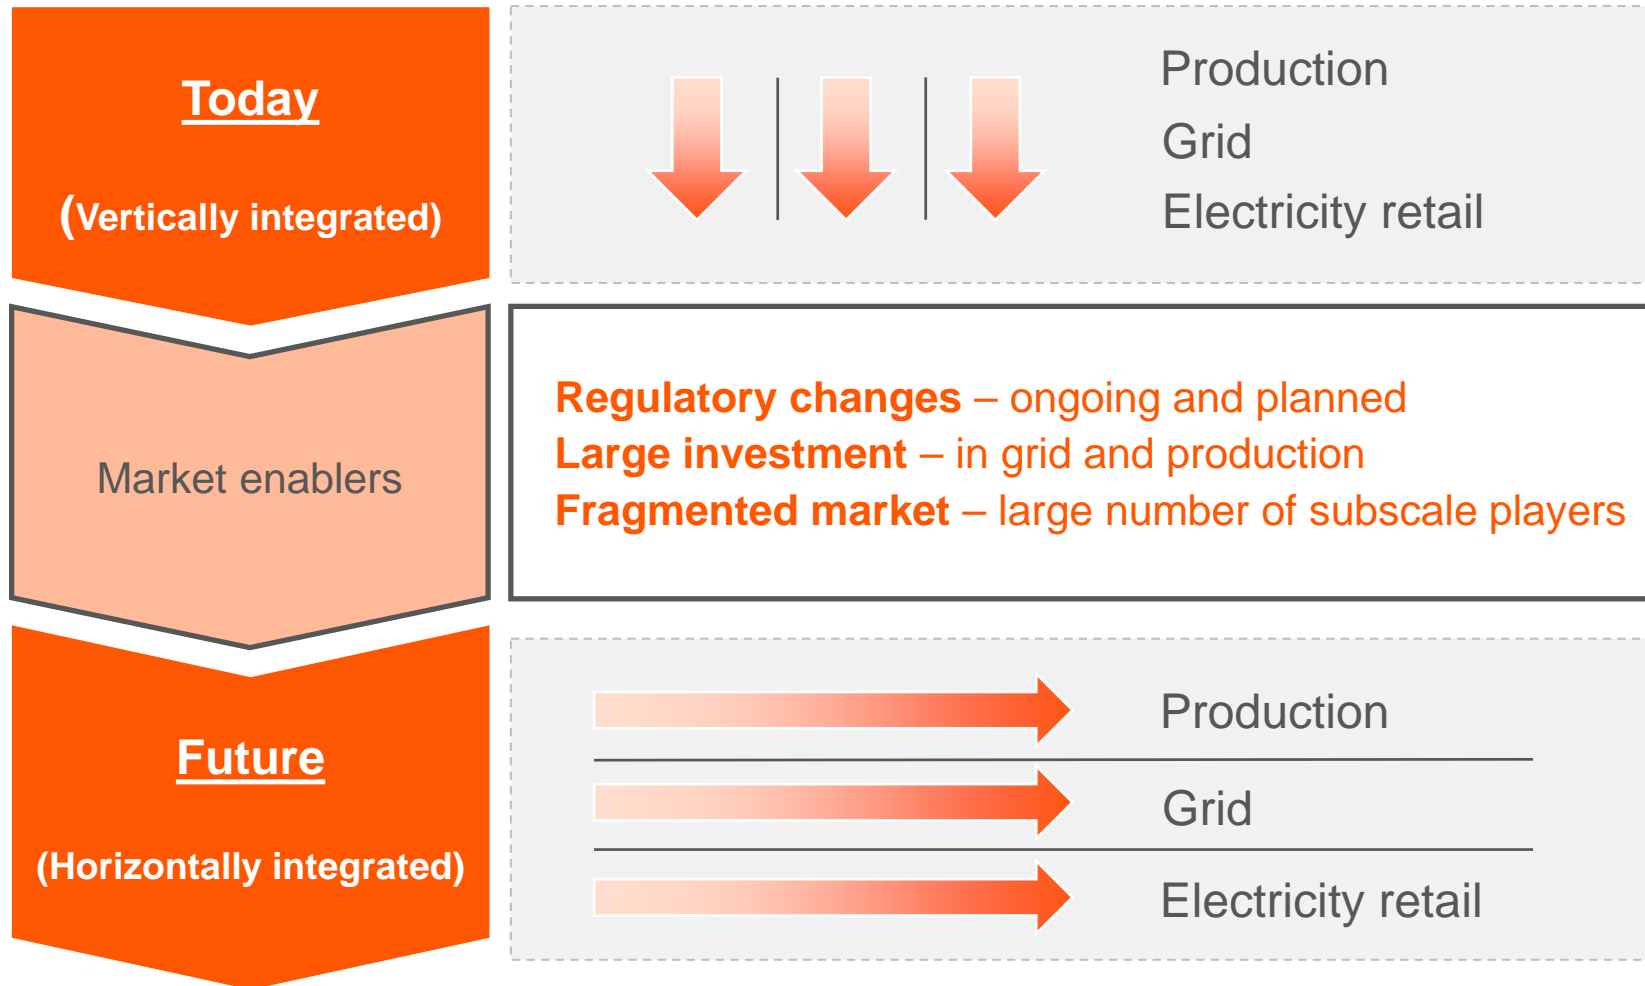 Today
(Vertically integrated)
Production
Grid
Electricity retail
Market enablers
Regulatory changes – ongoing and planned
Large investment – in grid and production
Fragmented market – large number of subscale players
Future
(Horizontally integrated)
Production
Grid
Electricity retail